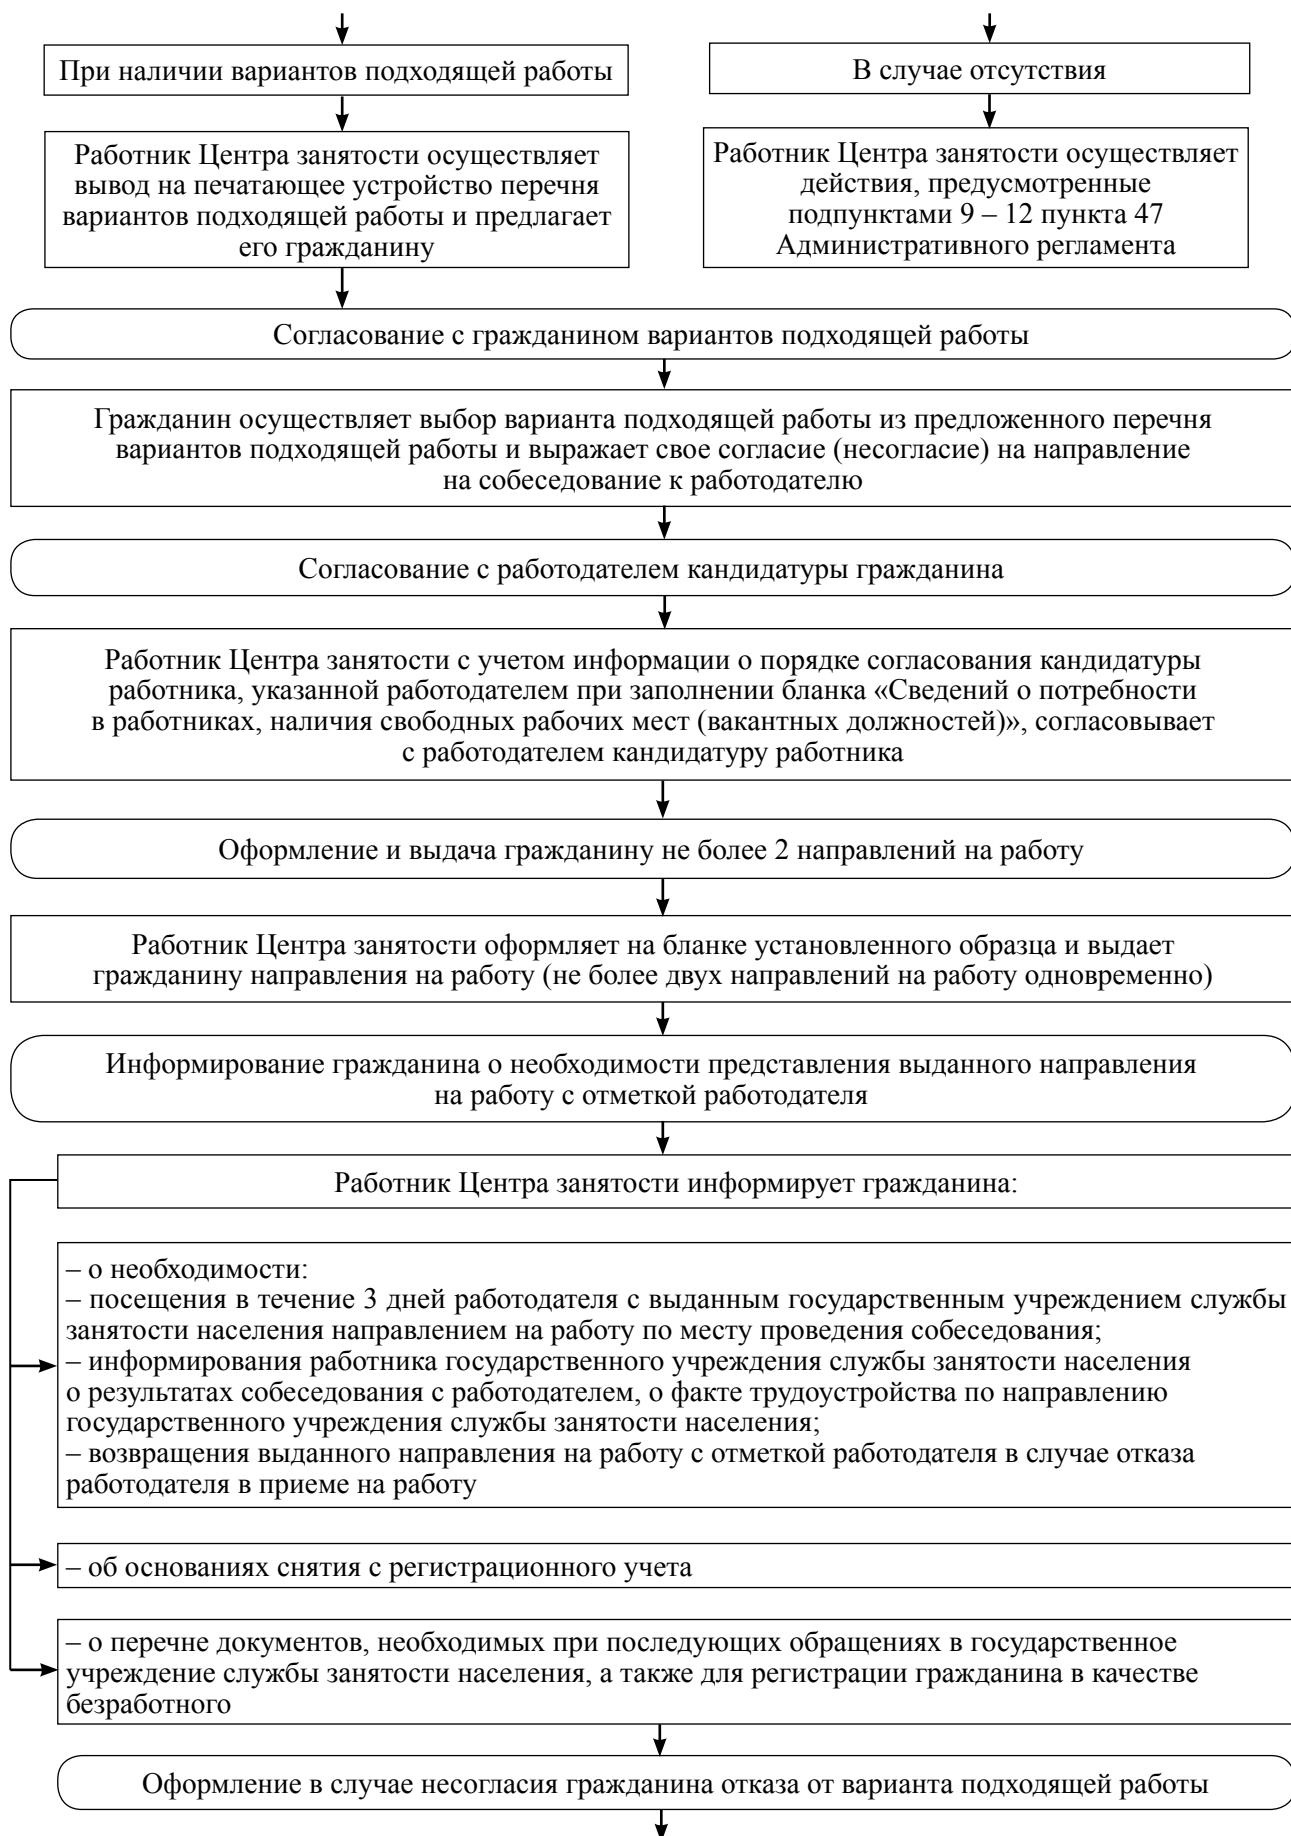 При наличии вариантов подходящей работы
В случае отсутствия
Работник Центра занятости осуществляет
вывод на печатающее устройство перечня
вариантов подходящей работы и предлагает
его гражданину
Работник Центра занятости осуществляет
действия, предусмотренные
подпунктами 9 – 12 пункта 47
Административного регламента
Согласование с гражданином вариантов подходящей работы
Гражданин осуществляет выбор варианта подходящей работы из предложенного перечня
вариантов подходящей работы и выражает свое согласие (несогласие) на направление
на собеседование к работодателю
Согласование с работодателем кандидатуры гражданина
Работник Центра занятости с учетом информации о порядке согласования кандидатуры
работника, указанной работодателем при заполнении бланка «Сведений о потребности
в работниках, наличия свободных рабочих мест (вакантных должностей)», согласовывает
с работодателем кандидатуру работника
Оформление и выдача гражданину не более 2 направлений на работу
Работник Центра занятости оформляет на бланке установленного образца и выдает
гражданину направления на работу (не более двух направлений на работу одновременно)
Информирование гражданина о необходимости представления выданного направления
на работу с отметкой работодателя
Работник Центра занятости информирует гражданина:
– о необходимости:
– посещения в течение 3 дней работодателя с выданным государственным учреждением службы
занятости населения направлением на работу по месту проведения собеседования;
– информирования работника государственного учреждения службы занятости населения
о результатах собеседования с работодателем, о факте трудоустройства по направлению
государственного учреждения службы занятости населения;
– возвращения выданного направления на работу с отметкой работодателя в случае отказа
работодателя в приеме на работу
– об основаниях снятия с регистрационного учета
– о перечне документов, необходимых при последующих обращениях в государственное
учреждение службы занятости населения, а также для регистрации гражданина в качестве
безработного
Оформление в случае несогласия гражданина отказа от варианта подходящей работы